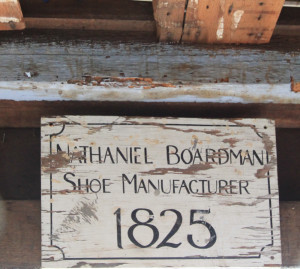 NATHANIEL BOARDMAN
SHOE MANUFACTURER
1825